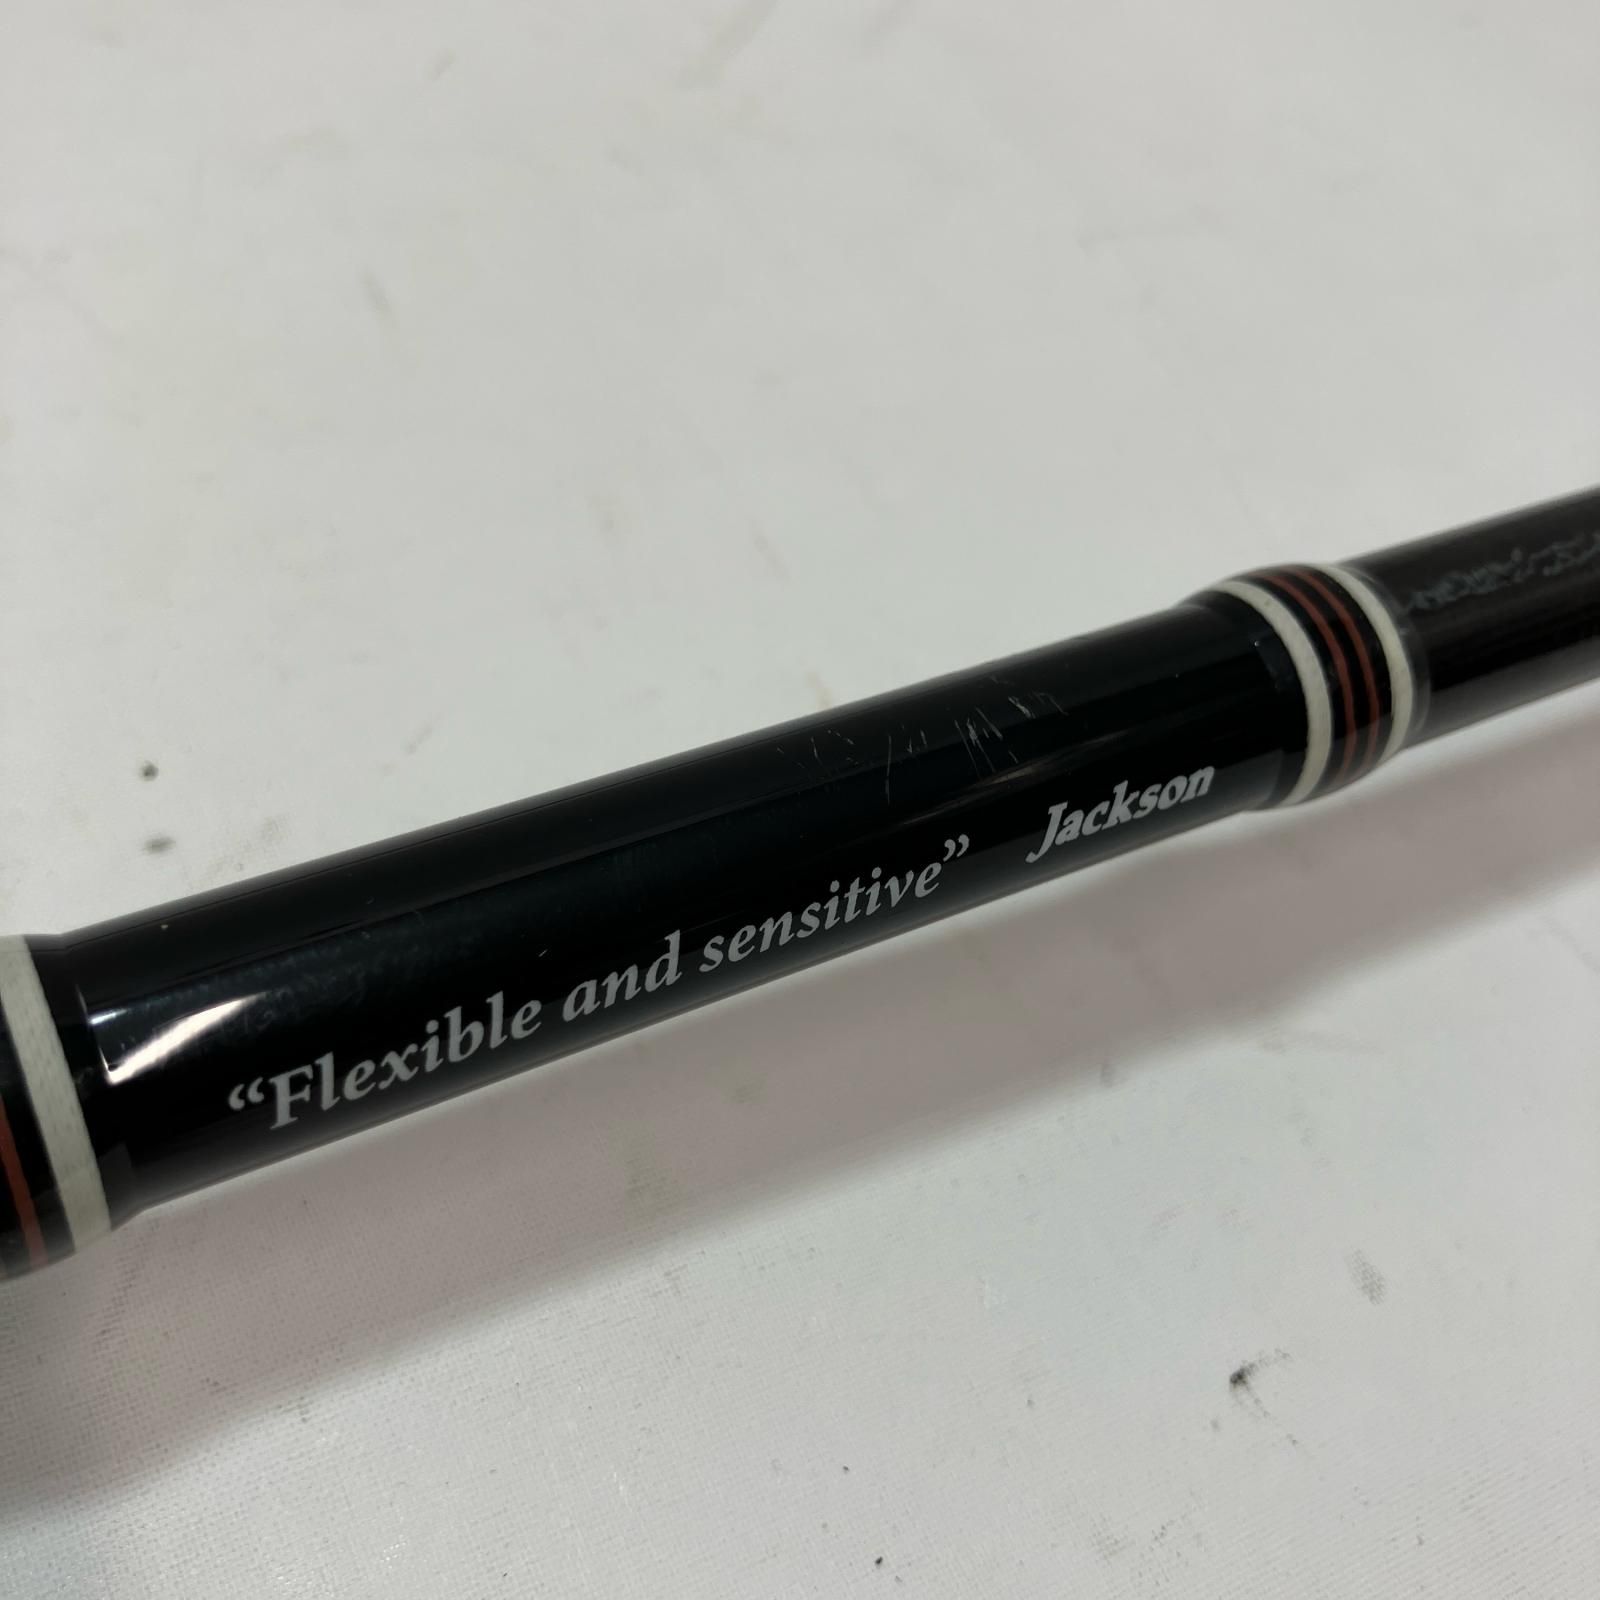 “Flexible and sensitive” Jackson